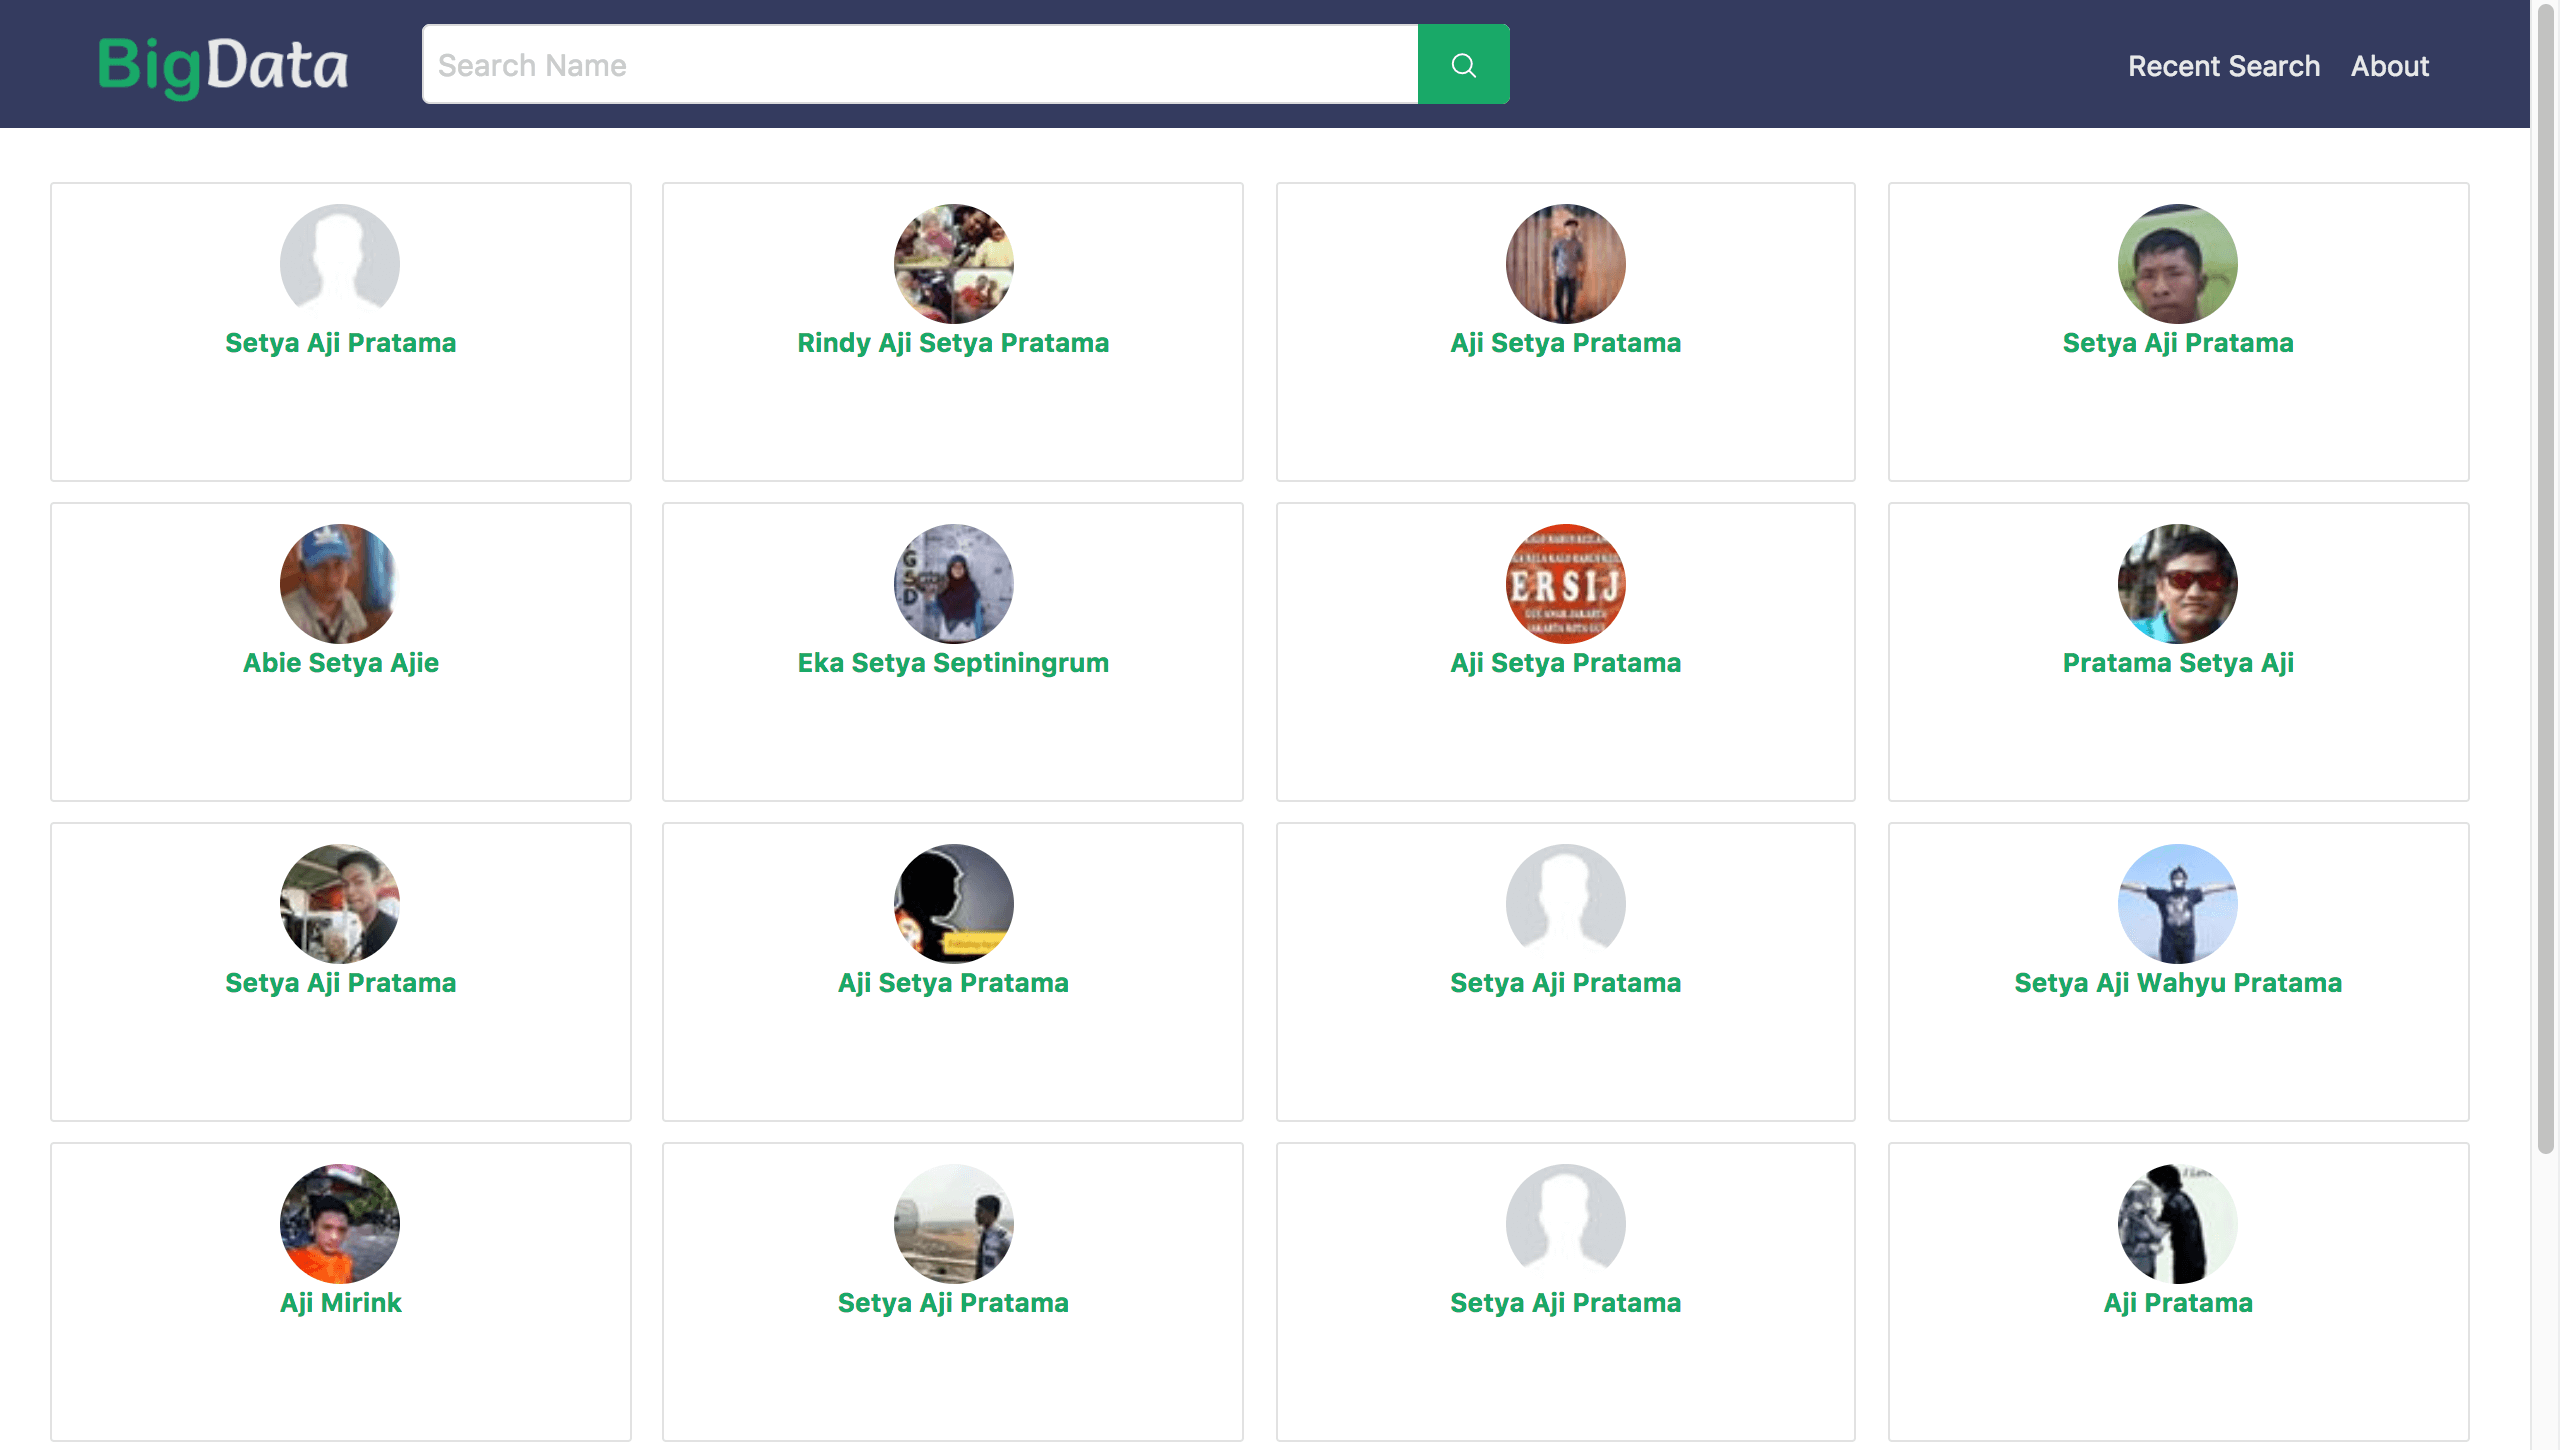 BigData
Search Name
Recent Search
About
Setya Aji Pratama
Rindy Aji Setya Pratama
Aji Setya Pratama
Setya Aji Pratama
G
S
D
ERSIJ
Abie Setya Ajie
Eka Setya Septiningrum
Aji Setya Pratama
Pratama Setya Aji
Setya Aji Pratama
Aji Setya Pratama
Setya Aji Pratama
Setya Aji Wahyu Pratama
Aji Mirink
Setya Aji Pratama
Setya Aji Pratama
Aji Pratama